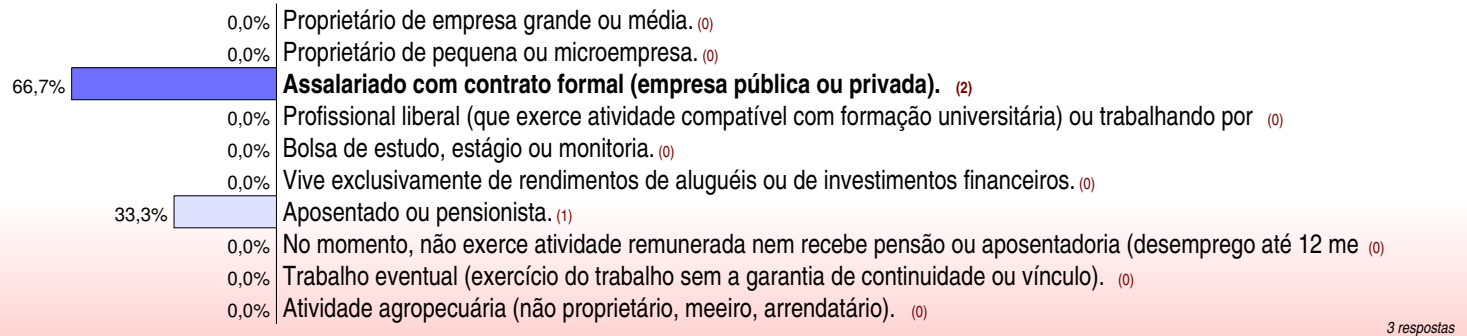 0,0% Proprietário de empresa grande ou média. (0)
0,0% Proprietário de pequena ou microempresa. (0)
66,7% Assalariado com contrato formal (empresa pública ou privada). (2)
0,0% Profissional liberal (que exerce atividade compatível com formação universitária) ou trabalhando por (0)
0,0% Bolsa de estudo, estágio ou monitoria. (0)
0,0% Vive exclusivamente de rendimentos de aluguéis ou de investimentos financeiros. (0)
33,3% Aposentado ou pensionista. (1)
0,0% No momento, não exerce atividade remunerada nem recebe pensão ou aposentadoria (desemprego até 12 me (0)
0,0% Trabalho eventual (exercício do trabalho sem a garantia de continuidade ou vínculo). (0)
0,0% Atividade agropecuária (não proprietário, meeiro, arrendatário). (0)
3 respostas